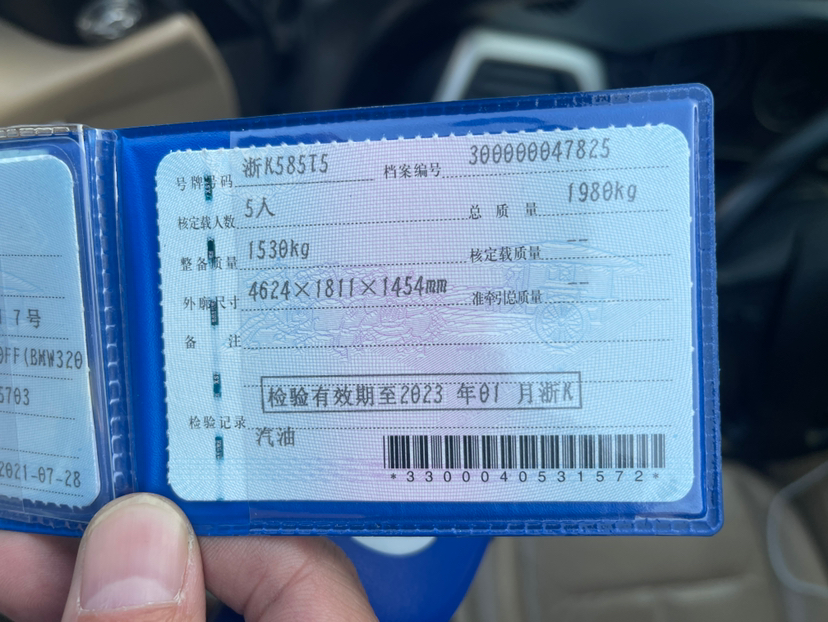 号牌号码 浙K585T5 档案编号 300000047825
核定载人数 5人 总质量 1980kg
整备质量 1530kg 核定载质量 --
外廓尺寸 4624×1811×1454mm 准牵引总质量 --
备注
检验有效期至2023 年01 月浙K
检验记录
汽油
*3300040531572*
17号
0FF(BMW320
5703
2021-07-28